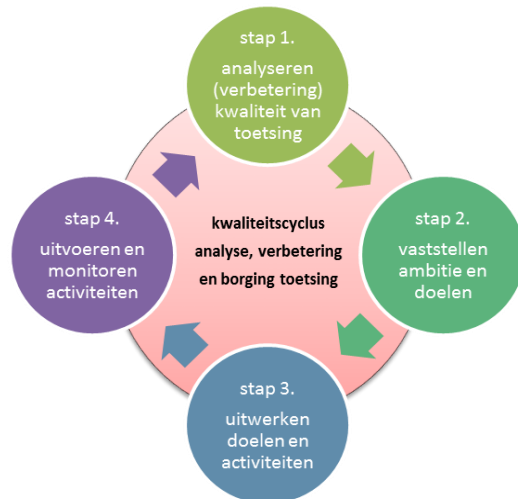 stap 1.
analyseren
(verbetering)
kwaliteit van
toetsing
stap 2.
vaststellen
ambitie en
doelen
stap 3.
uitwerken
doelen en
activiteiten
stap 4.
uitvoeren en
monitoren
activiteiten
kwaliteitscyclus
analyse, verbetering
en borging toetsing